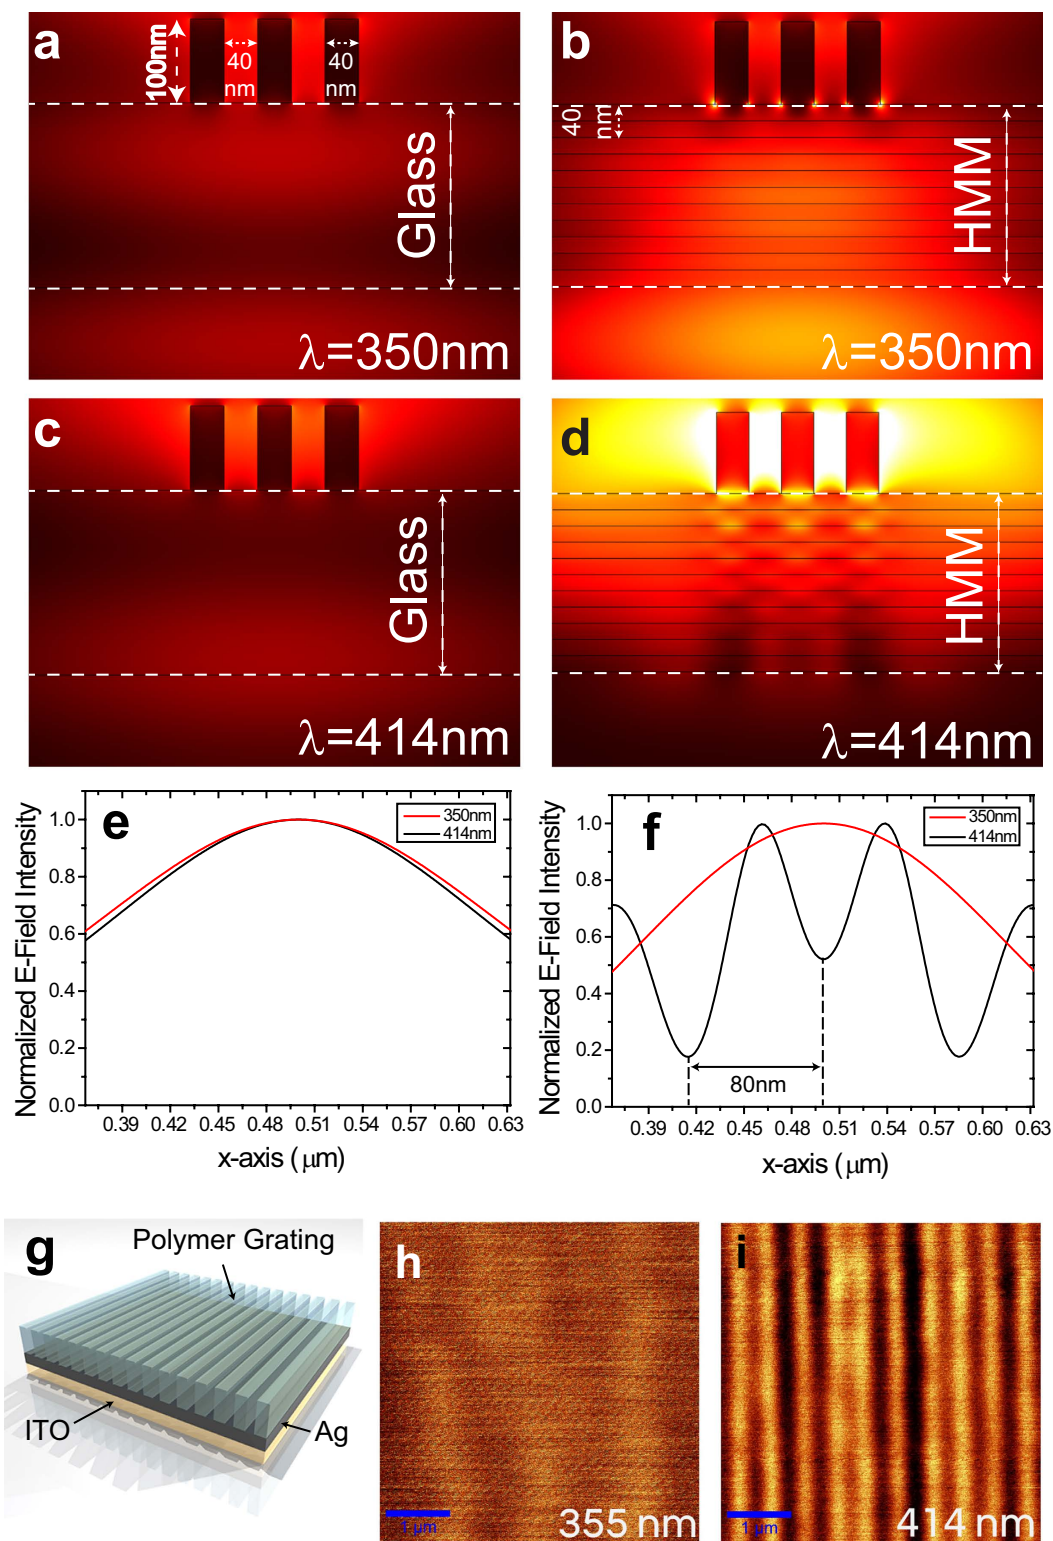 a
100nm
40
nm
40
nm
Glass
λ=350nm
b
40
nm
HMM
λ=350nm
c
Glass
λ=414nm
d
HMM
λ=414nm
e
350nm
414nm
Normalized E-Field Intensity
1.0
0.8
0.6
0.4
0.2
0.0
0.39 0.42 0.45 0.48 0.51 0.54 0.57 0.60 0.63
x-axis (μm)
f
350nm
414nm
Normalized E-Field Intensity
1.0
0.8
0.6
0.4
0.2
0.0
80nm
0.39 0.42 0.45 0.48 0.51 0.54 0.57 0.60 0.63
x-axis (μm)
g
Polymer Grating
ITO
Ag
h
1 μm
355 nm
i
1 μm
414 nm